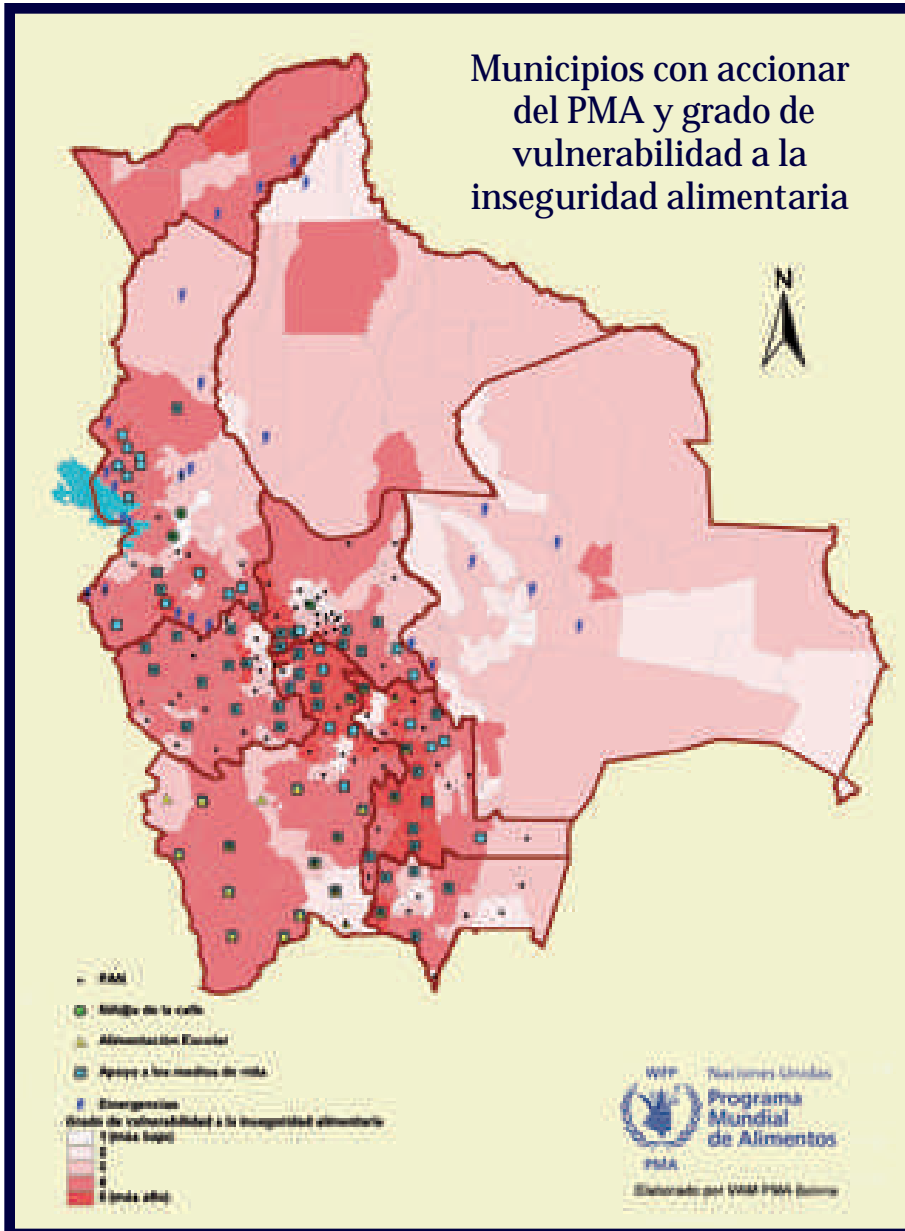 Municipios con accionar
del PMA y grado de
vulnerabilidad a la
inseguridad alimentaria
N
PAN
Niñ@s de la calle
Alimentación Escolar
Apoyo a los medios de vida
Emergencias
Grado de vulnerabilidad a la inseguridad alimentaria
1 (más bajo)
2
3
4
5 (más alto)
WFP
Naciones Unidas
Programa
Mundial
de Alimentos
PMA
Elaborado por VAM PMA Bolivia